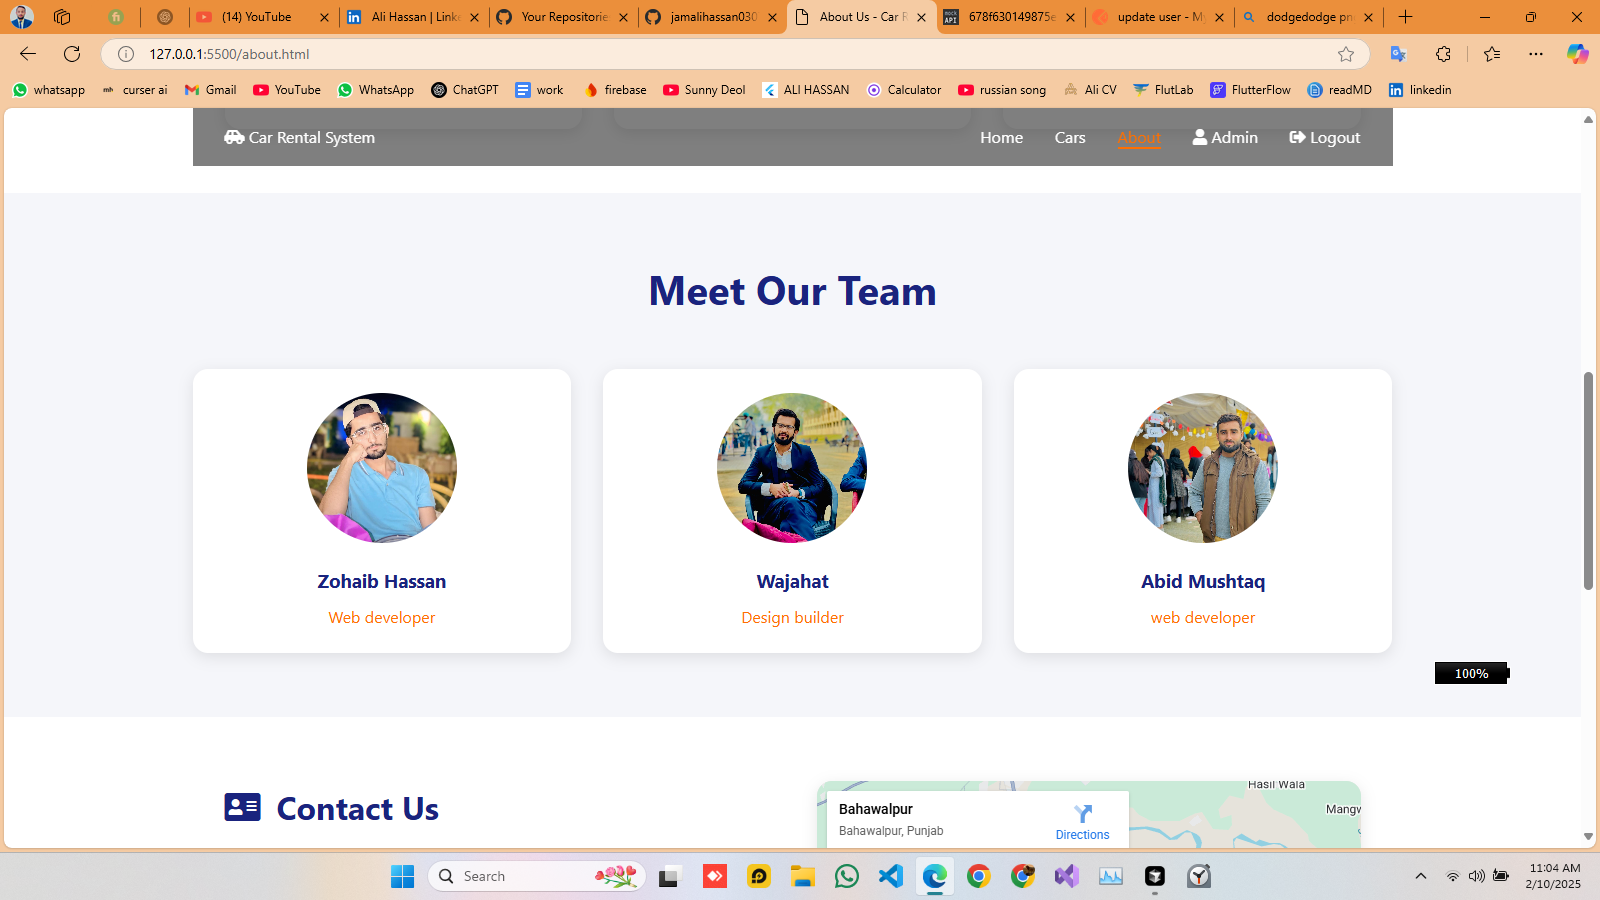 (14) YouTube
Ali Hassan | Linke
Your Repositories
jamalihassan030
About Us - Car R
678f630149875e
update user - My
dodgedodge pn
127.0.0.1:5500/about.html
whatsapp
curser ai
Gmail
YouTube
WhatsApp
ChatGPT
work
firebase
Sunny Deol
ALI HASSAN
Calculator
russian song
Ali CV
FlutLab
FlutterFlow
readMD
linkedin
Car Rental System
Home
Cars
About
Admin
Logout
Meet Our Team
Zohaib Hassan
Web developer
Wajahat
Design builder
Abid Mushtaq
web developer
100%
Contact Us
Bahawalpur
Bahawalpur, Punjab
Directions
Hasil Wala
Mangw
Search
11:04 AM
2/10/2025